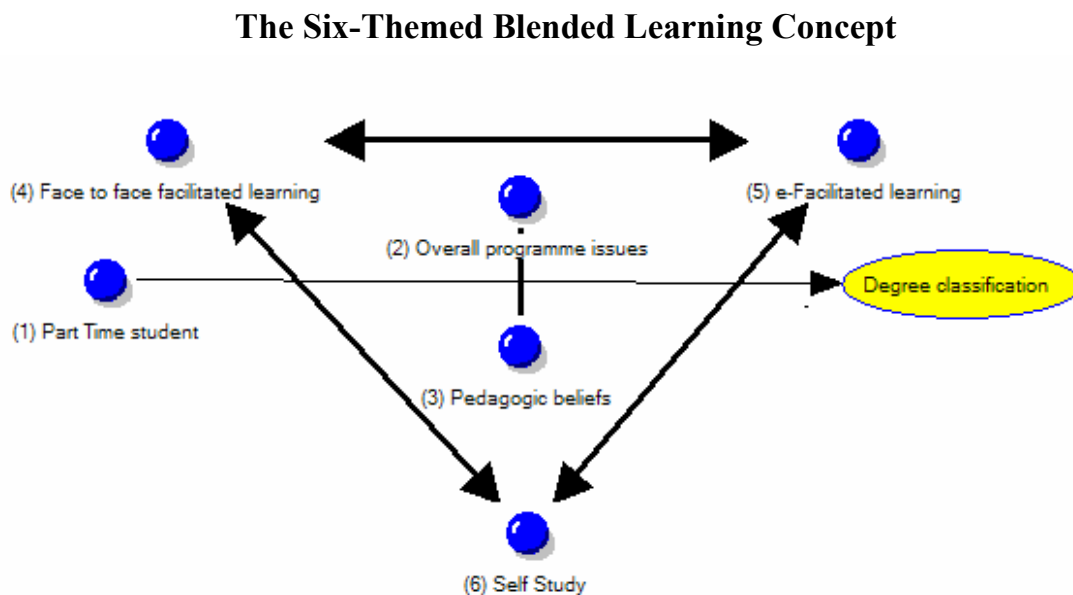 The Six-Themed Blended Learning Concept
(4) Face to face facilitated learning
(5) e-Facilitated learning
(2) Overall programme issues
Degree classification
(1) Part Time student
(3) Pedagogic beliefs
(6) Self Study